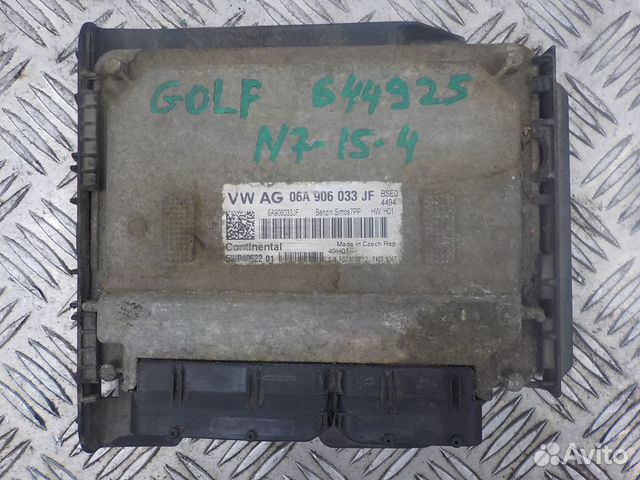 GOLF 644925
N7-15-4
VW AG 06A 906 033 JF BSE0
4494
6A906033JF Benzin Simos7PP HW H01
Continental Made in Czech Rep
5WP40522 01 49H01---
Avito